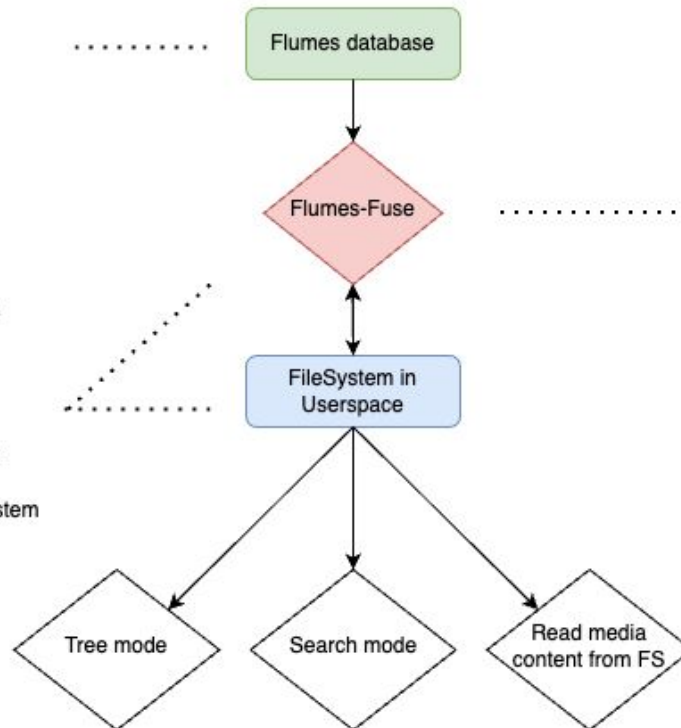 Flumes database
Flumes-Fuse
FileSystem in
Userspace
Tree mode
Search mode
Read media
content from FS